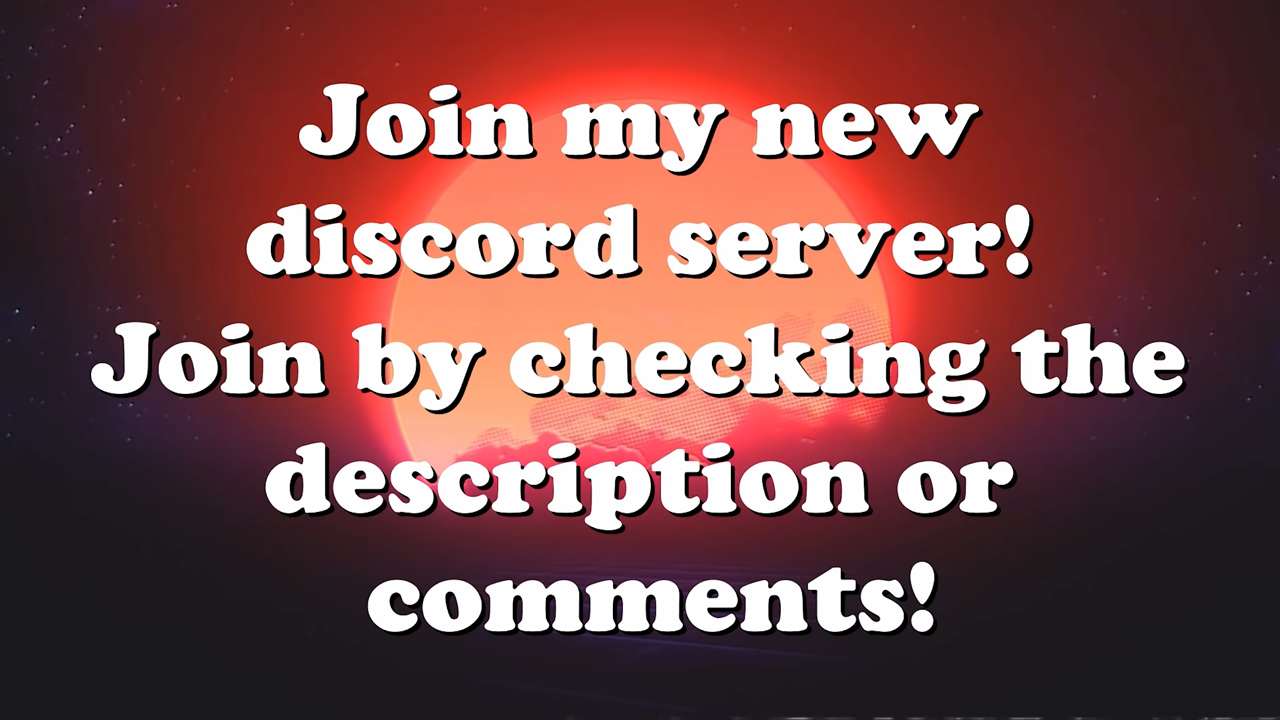 Join my new
discord server!
Join by checking the
description or
comments!